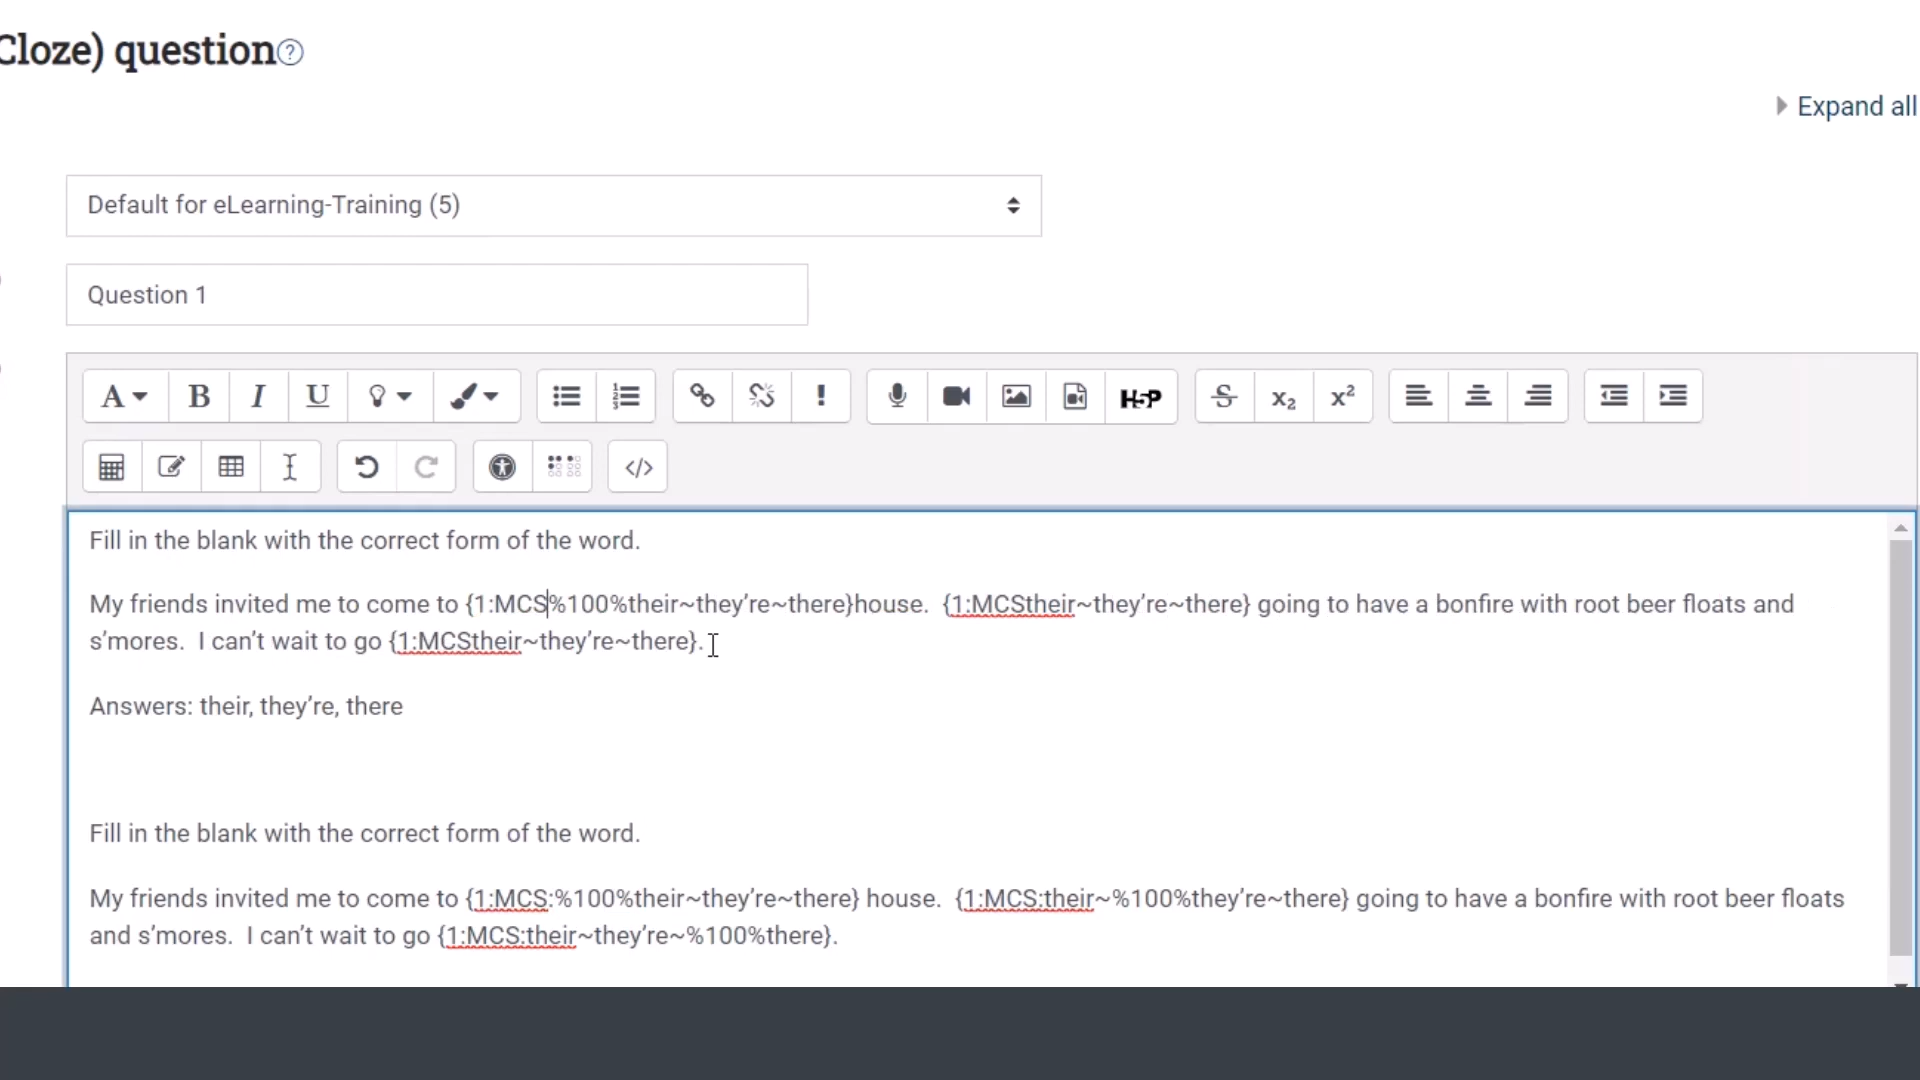 Cloze) question?
Expand all
Default for eLearning-Training (5)
Question 1
A B I U ! H5P S x₂ x²
</>
Fill in the blank with the correct form of the word.
My friends invited me to come to {1:MCS%100%their~they’re~there}house.  {1:MCStheir~they’re~there} going to have a bonfire with root beer floats and
s’mores.  I can’t wait to go {1:MCStheir~they’re~there}.
Answers: their, they’re, there
Fill in the blank with the correct form of the word.
My friends invited me to come to {1:MCS:%100%their~they’re~there} house.  {1:MCS:their~%100%they’re~there} going to have a bonfire with root beer floats
and s’mores.  I can’t wait to go {1:MCS:their~they’re~%100%there}.